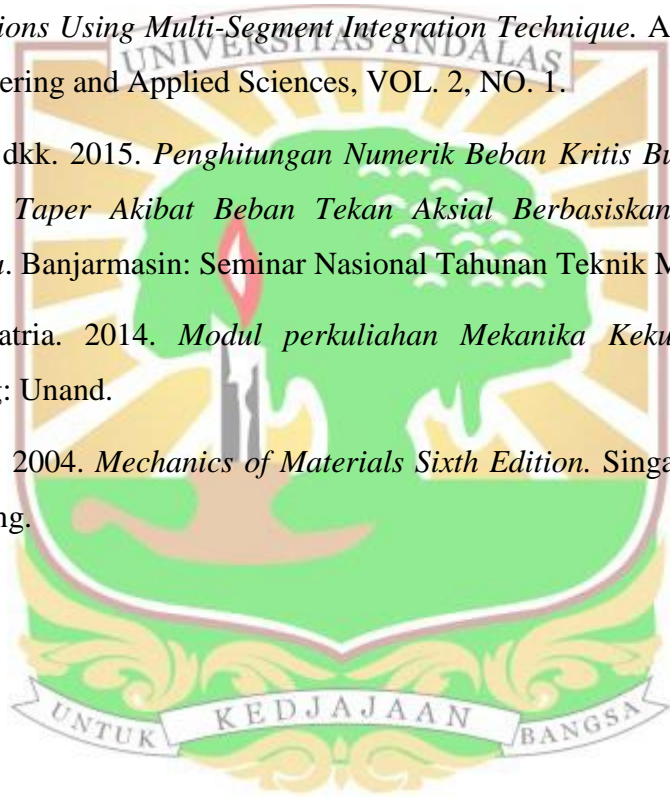 ions Using Multi-Segment Integration Technique. A
UNIVERSITAS ANDALAS
ering and Applied Sciences, VOL. 2, NO. 1.
dkk. 2015. Penghitungan Numerik Beban Kritis Bu
Taper Akibat Beban Tekan Aksial Berbasiskan
. Banjarmasin: Seminar Nasional Tahunan Teknik M
atria. 2014. Modul perkuliahan Mekanika Keku
: Unand.
2004. Mechanics of Materials Sixth Edition. Singa
ng.
UNTUK KEDJAJAAN BANGSA